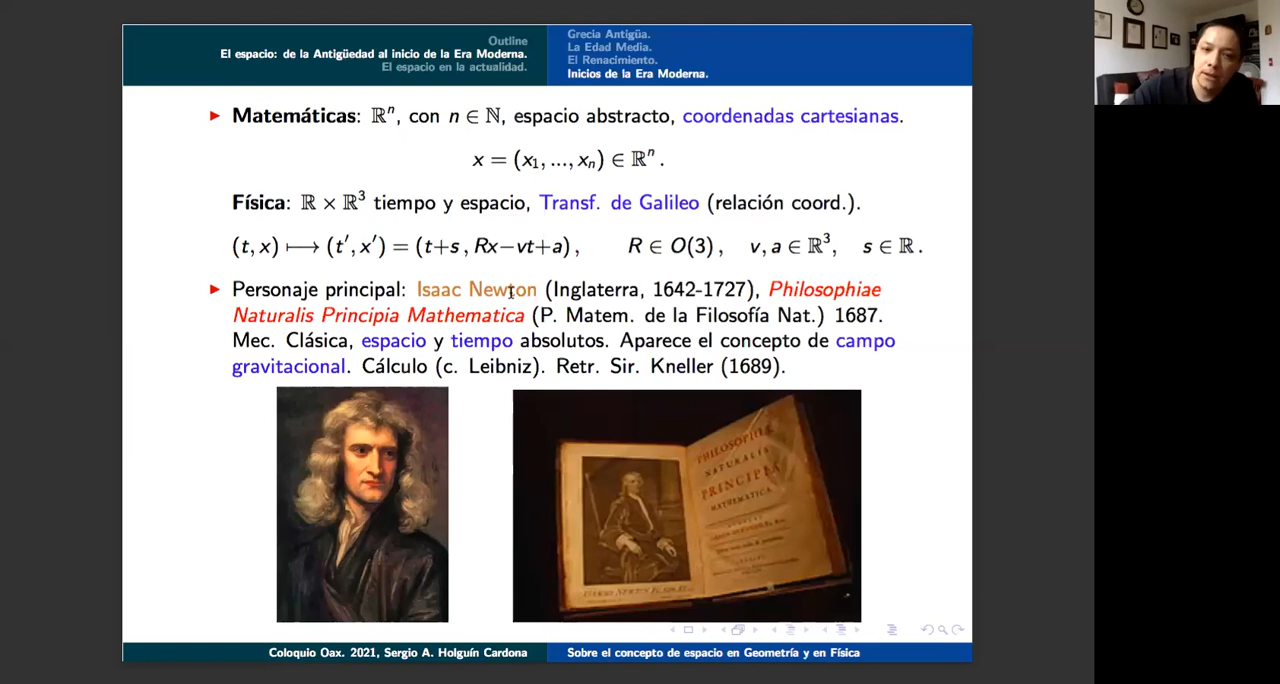 Outline
El espacio: de la Antigüedad al inicio de la Era Moderna.
El espacio en la actualidad.
Grecia Antigüa.
La Edad Media.
El Renacimiento.
Inicios de la Era Moderna.
Matemáticas: ℝⁿ, con n ∈ ℕ, espacio abstracto, coordenadas cartesianas.
x = (x₁, ..., xₙ) ∈ ℝⁿ.
Física: ℝ × ℝ³ tiempo y espacio, Transf. de Galileo (relación coord.).
(t, x) ⟼ (t′, x′) = (t+s, Rx−vt+a), R ∈ O(3), v, a ∈ ℝ³, s ∈ ℝ.
Personaje principal: Isaac Newton (Inglaterra, 1642-1727), Philosophiae
Naturalis Principia Mathematica (P. Matem. de la Filosofía Nat.) 1687.
Mec. Clásica, espacio y tiempo absolutos. Aparece el concepto de campo
gravitacional. Cálculo (c. Leibniz). Retr. Sir. Kneller (1689).
PHILOSOPHIÆ
NATURALIS
PRINCIPIA
MATHEMATICA
Coloquio Oax. 2021, Sergio A. Holguín Cardona
Sobre el concepto de espacio en Geometría y en Física